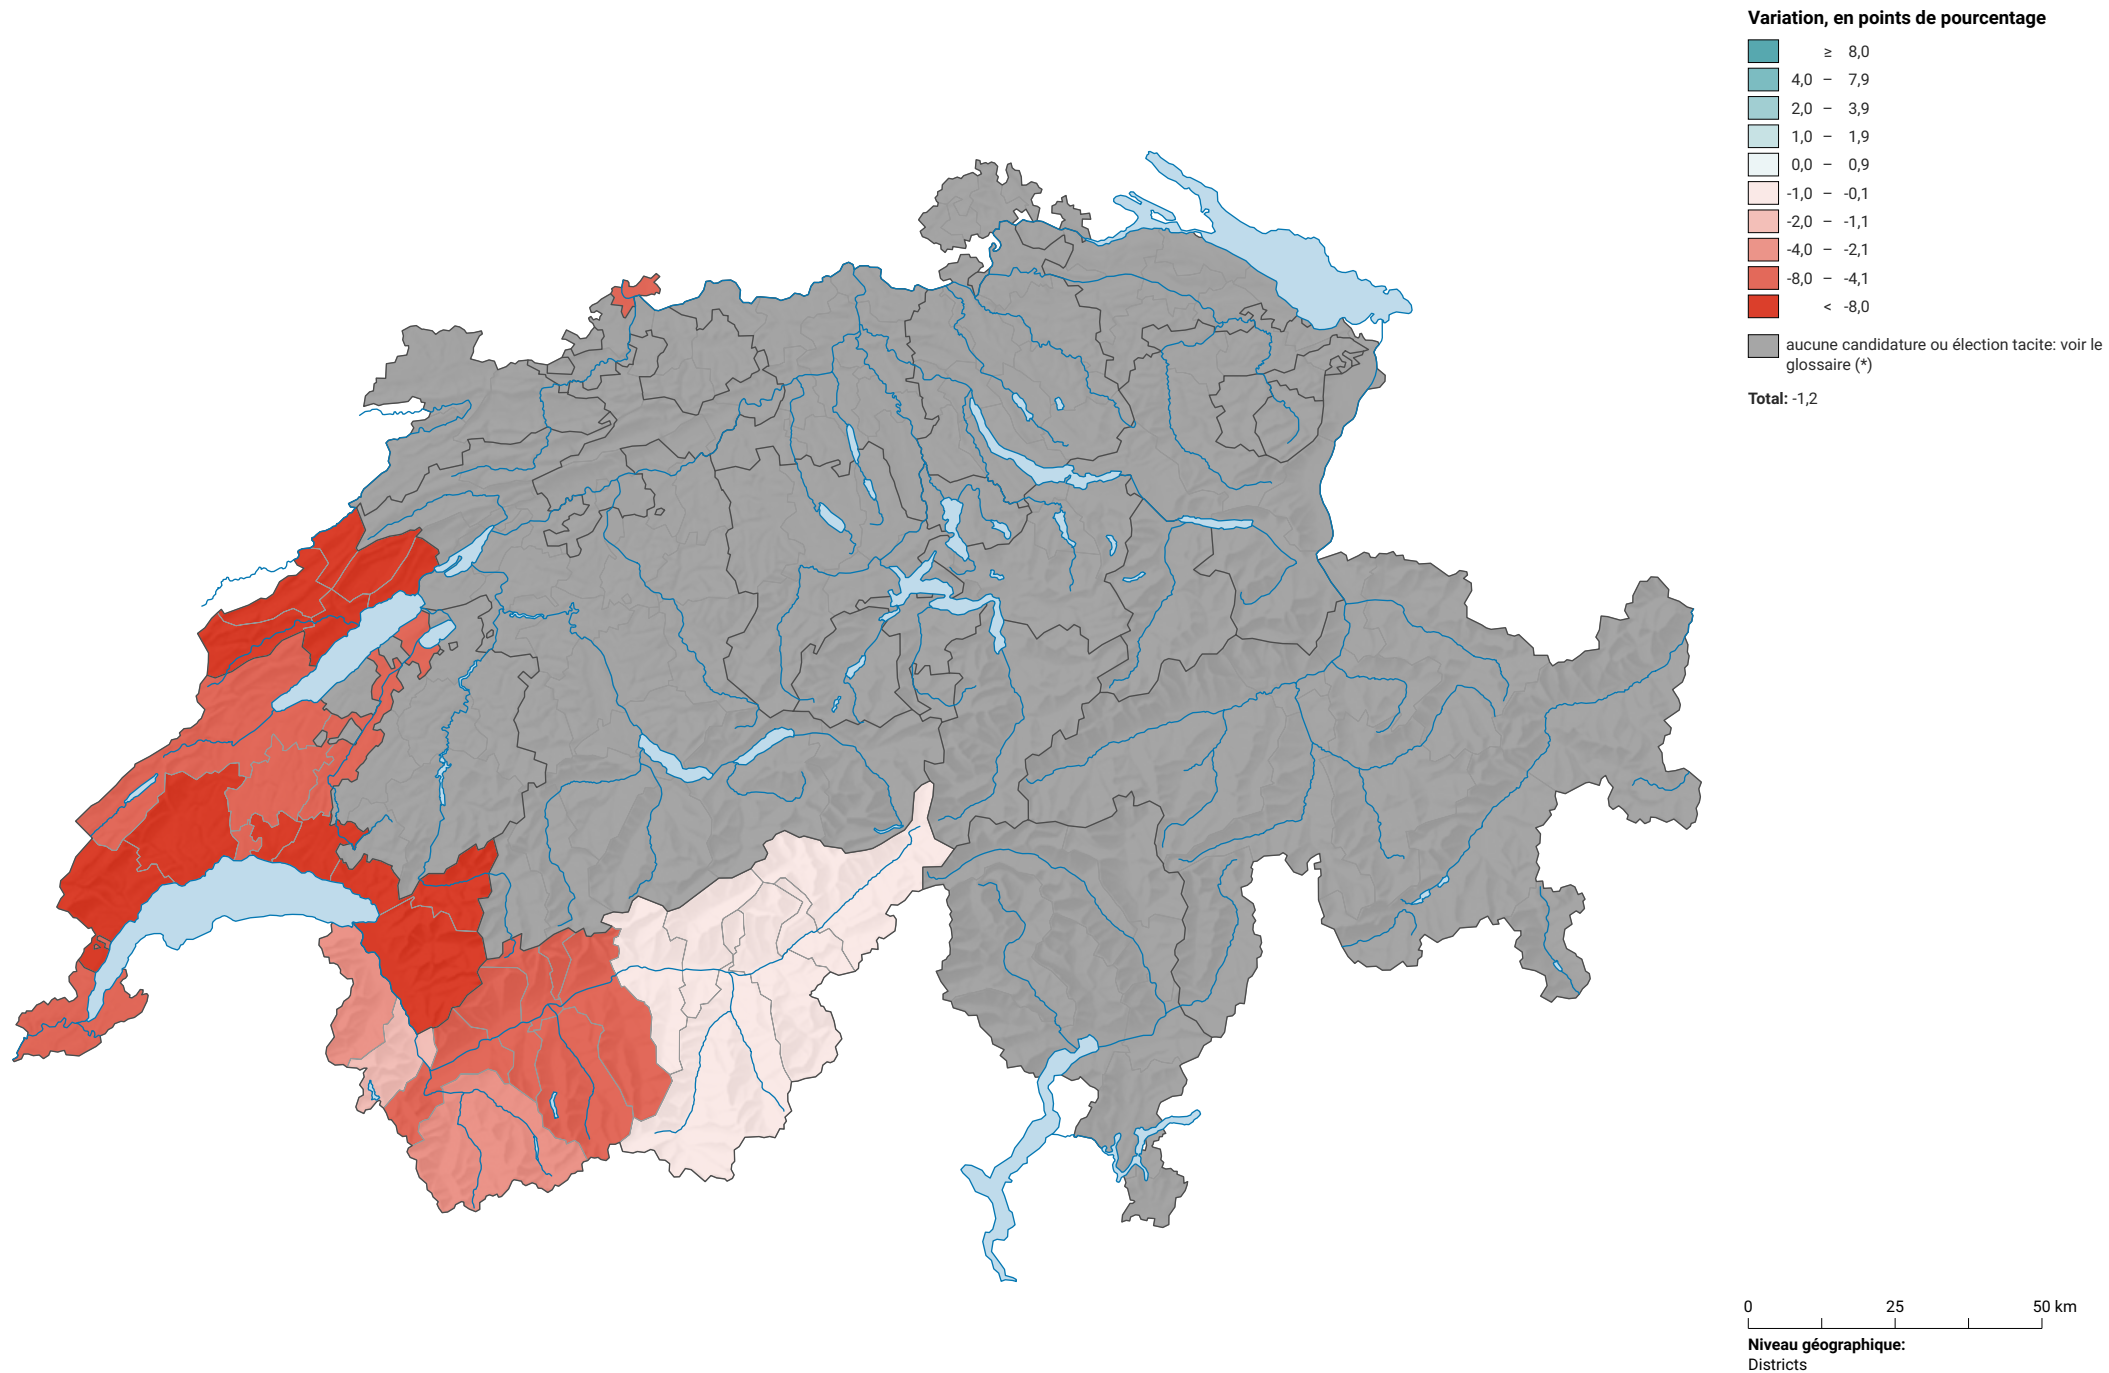 Variation, en points de pourcentage
≥ 8,0
4,0 – 7,9
2,0 – 3,9
1,0 – 1,9
0,0 – 0,9
-1,0 – -0,1
-2,0 – -1,1
-4,0 – -2,1
-8,0 – -4,1
< -8,0
aucune candidature ou élection tacite: voir le
glossaire (*)
Total: -1,2
0 25 50 km
Niveau géographique:
Districts